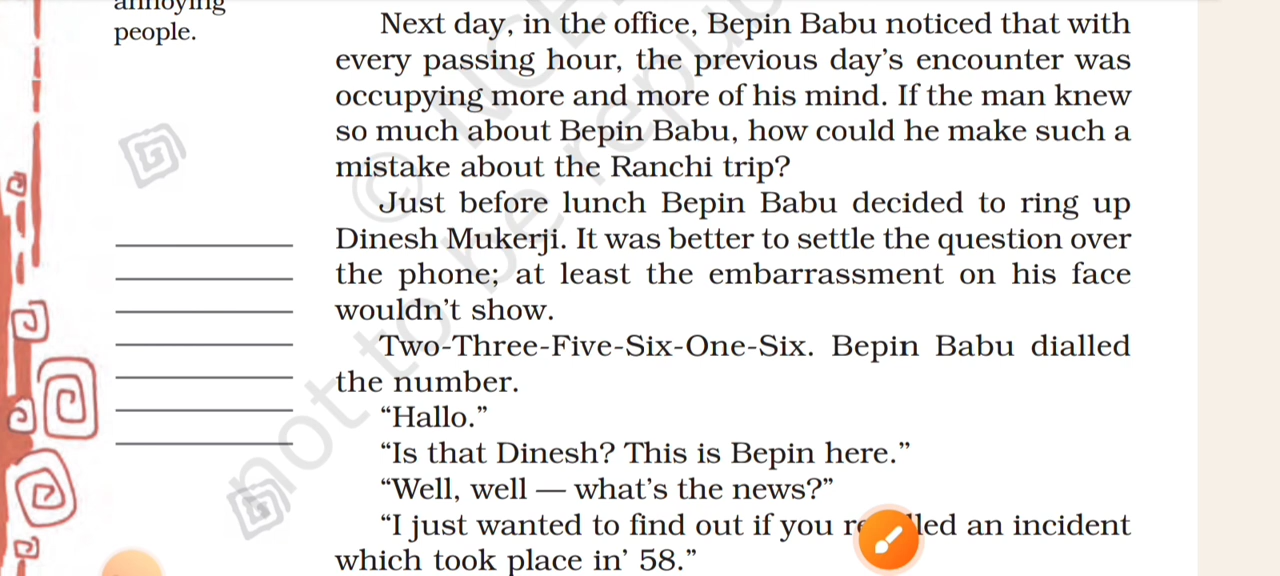 annoying
people.
Next day, in the office, Bepin Babu noticed that with
every passing hour, the previous day's encounter was
occupying more and more of his mind. If the man knew
so much about Bepin Babu, how could he make such a
mistake about the Ranchi trip?
Just before lunch Bepin Babu decided to ring up
Dinesh Mukerji. It was better to settle the question over
the phone; at least the embarrassment on his face
wouldn't show.
Two-Three-Five-Six-One-Six. Bepin Babu dialled
the number.
“Hallo.”
“Is that Dinesh? This is Bepin here.”
“Well, well — what's the news?”
“I just wanted to find out if you an incident
which took place in' 58.”
not to be